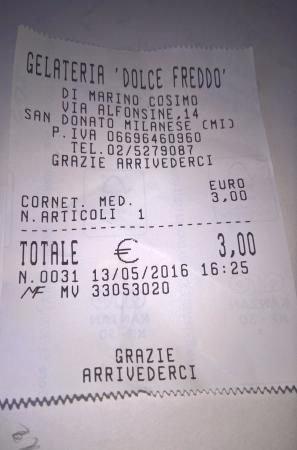 GELATERIA 'DOLCE FREDDO'
DI MARINO COSIMO
VIA ALFONSINE,14
SAN DONATO MILANESE (MI)
P.IVA 06696460960
TEL.02/5279087
GRAZIE ARRIVEDERCI
EURO
CORNET. MED. 3,00
N.ARTICOLI 1
------------------------
TOTALE € 3,00
N.0031 13/05/2016 16:25
MF MV 33053020
GRAZIE
ARRIVEDERCI